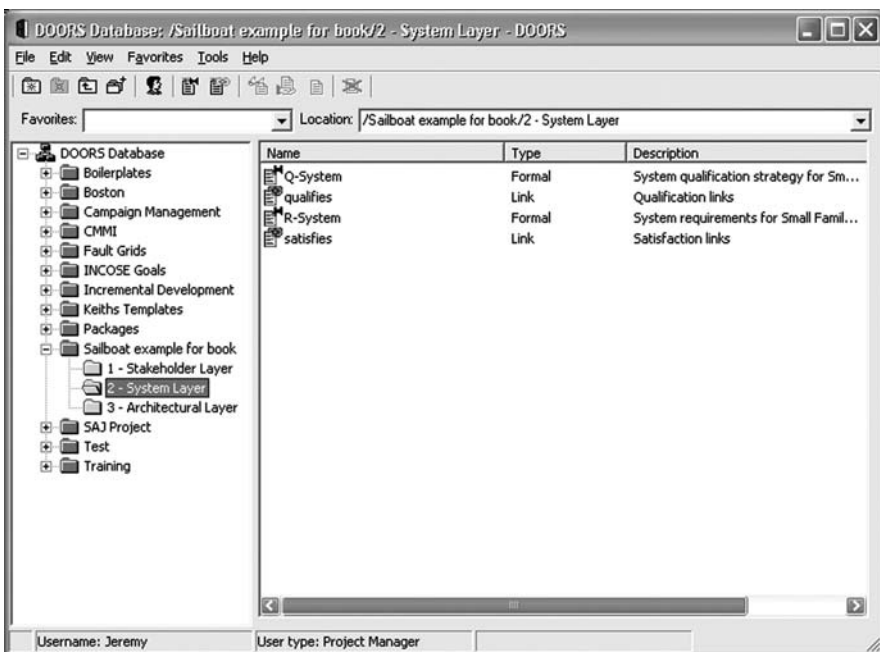 DOORS Database: /Sailboat example for book/2 - System Layer - DOORS
File Edit View Favorites Tools Help
Favorites: Location: /Sailboat example for book/2 - System Layer
DOORS Database
Boilerplates
Boston
Campaign Management
CMMI
Fault Grids
INCOSE Goals
Incremental Development
Keiths Templates
Packages
Sailboat example for book
1 - Stakeholder Layer
2 - System Layer
3 - Architectural Layer
SAJ Project
Test
Training
Name Type Description
Q-System Formal System qualification strategy for Sm...
qualifies Link Qualification links
R-System Formal System requirements for Small Famil...
satisfies Link Satisfaction links
Username: Jeremy User type: Project Manager